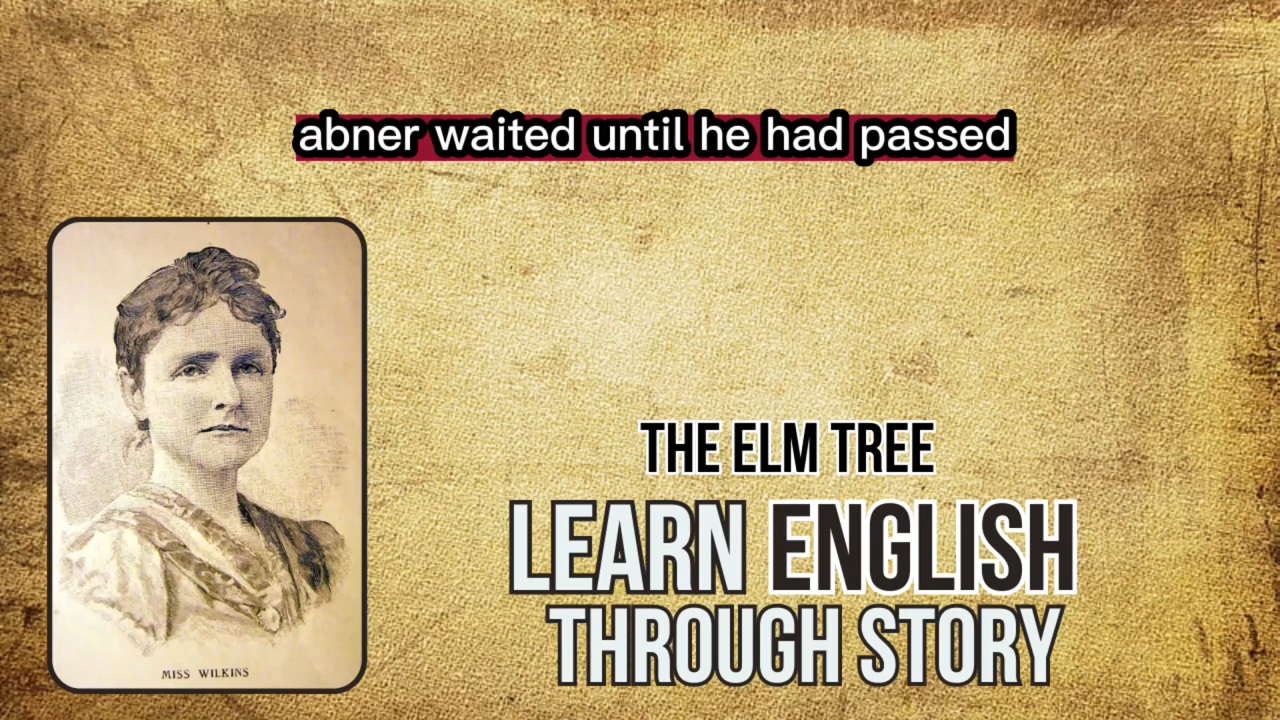 abner waited until he had passed
THE ELM TREE
LEARN ENGLISH
THROUGH STORY
MISS WILKINS